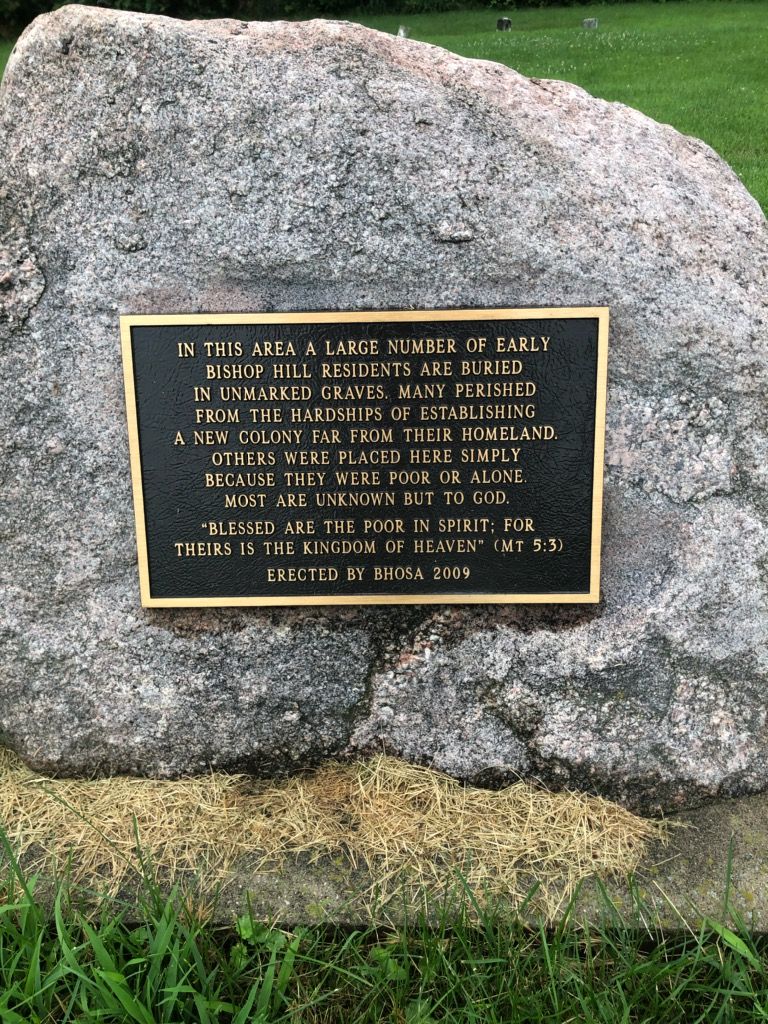 IN THIS AREA A LARGE NUMBER OF EARLY
BISHOP HILL RESIDENTS ARE BURIED
IN UNMARKED GRAVES. MANY PERISHED
FROM THE HARDSHIPS OF ESTABLISHING
A NEW COLONY FAR FROM THEIR HOMELAND.
OTHERS WERE PLACED HERE SIMPLY
BECAUSE THEY WERE POOR OR ALONE.
MOST ARE UNKNOWN BUT TO GOD.
“BLESSED ARE THE POOR IN SPIRIT; FOR
THEIRS IS THE KINGDOM OF HEAVEN” (MT 5:3)
ERECTED BY BHOSA 2009